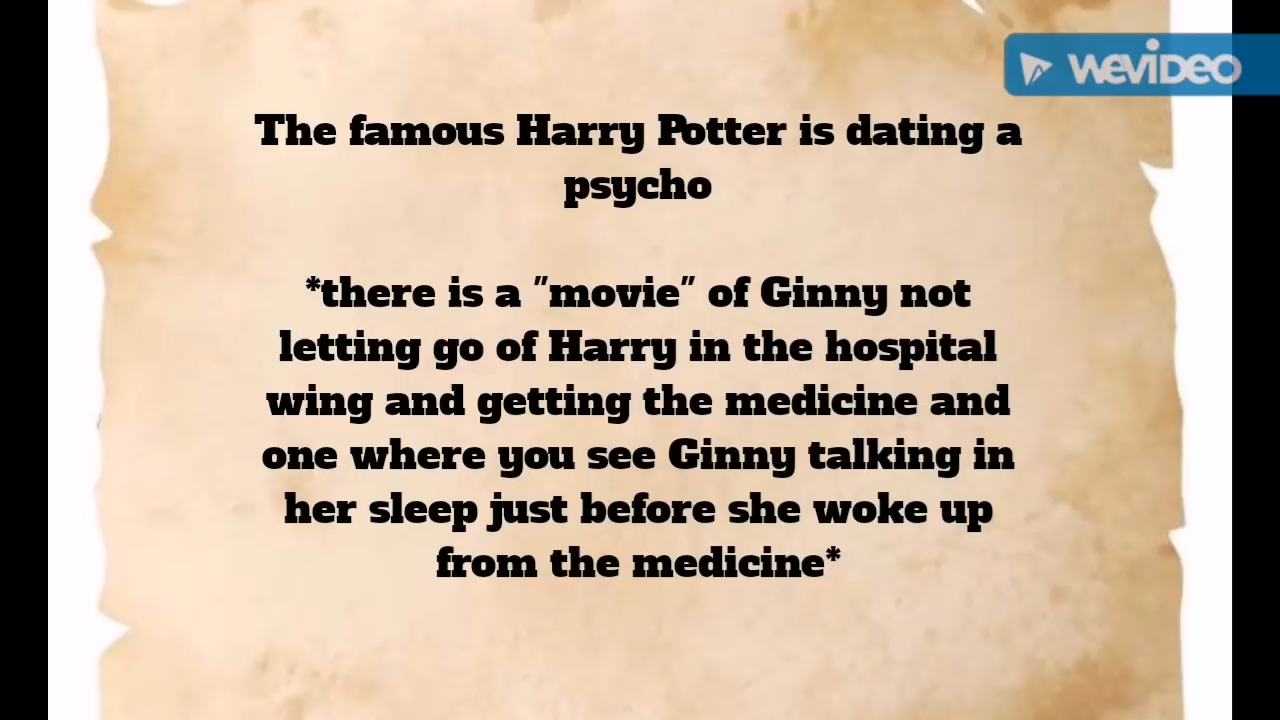 WEVIDEO
The famous Harry Potter is dating a
psycho
*there is a "movie" of Ginny not
letting go of Harry in the hospital
wing and getting the medicine and
one where you see Ginny talking in
her sleep just before she woke up
from the medicine*